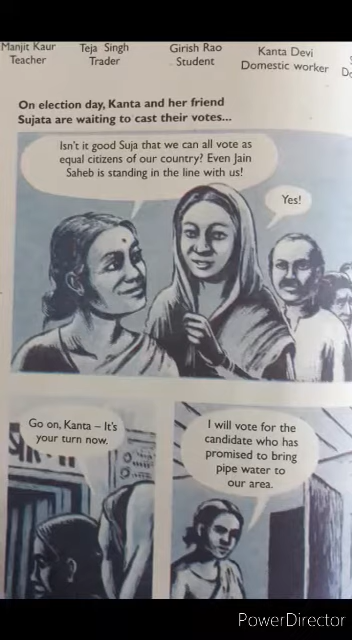 Manjit Kaur
Teacher
Teja Singh
Trader
Girish Rao
Student
Kanta Devi
Domestic worker
On election day, Kanta and her friend
Sujata are waiting to cast their votes...
Isn't it good Suja that we can all vote as
equal citizens of our country? Even Jain
Saheb is standing in the line with us!
Yes!
Go on, Kanta – It's
your turn now.
I will vote for the
candidate who has
promised to bring
pipe water to
our area.
PowerDirector